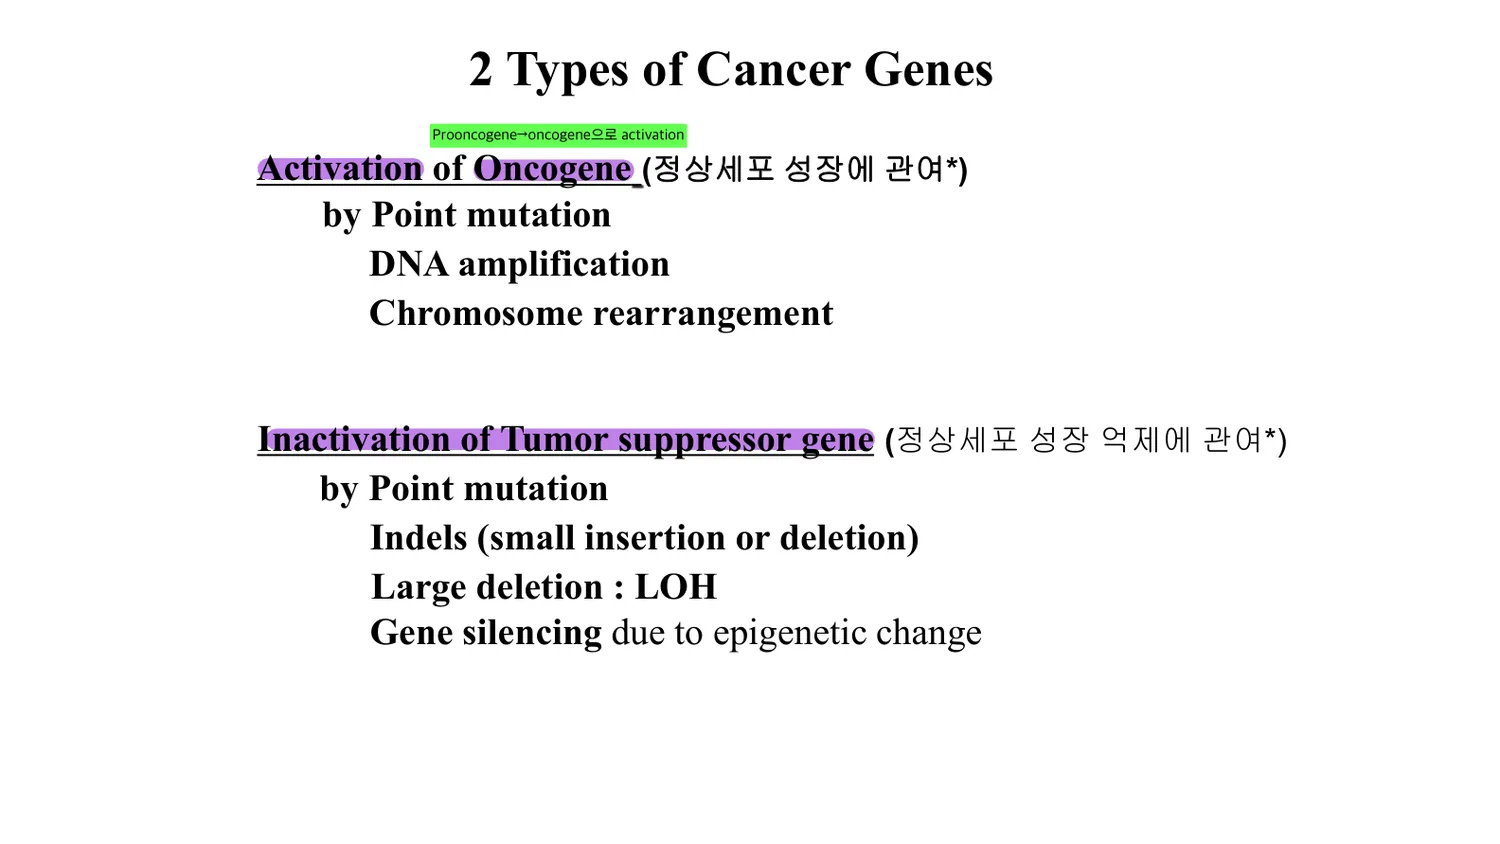 2 Types of Cancer Genes
Prooncogene→oncogene으로 activation
Activation of Oncogene (정상세포 성장에 관여*)
by Point mutation
DNA amplification
Chromosome rearrangement
Inactivation of Tumor suppressor gene (정상세포 성장 억제에 관여*)
by Point mutation
Indels (small insertion or deletion)
Large deletion : LOH
Gene silencing due to epigenetic change